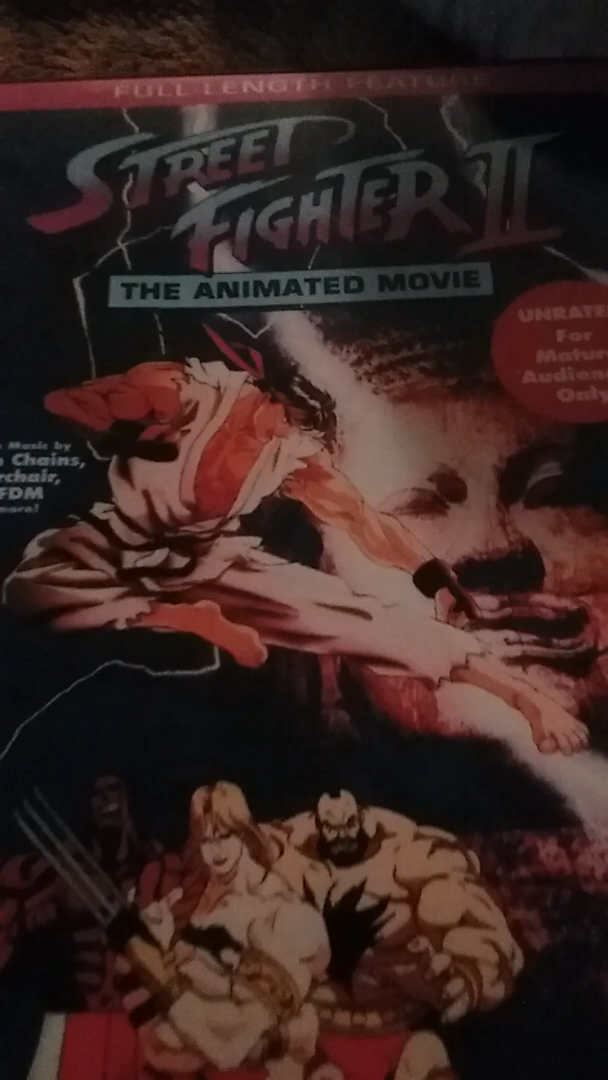 FULL LENGTH FEATURE
STREET
FIGHTER II
THE ANIMATED MOVIE
UNRATE
For
Matur
Audien
Only
Music by
Chains,
rchair,
FDM
more!